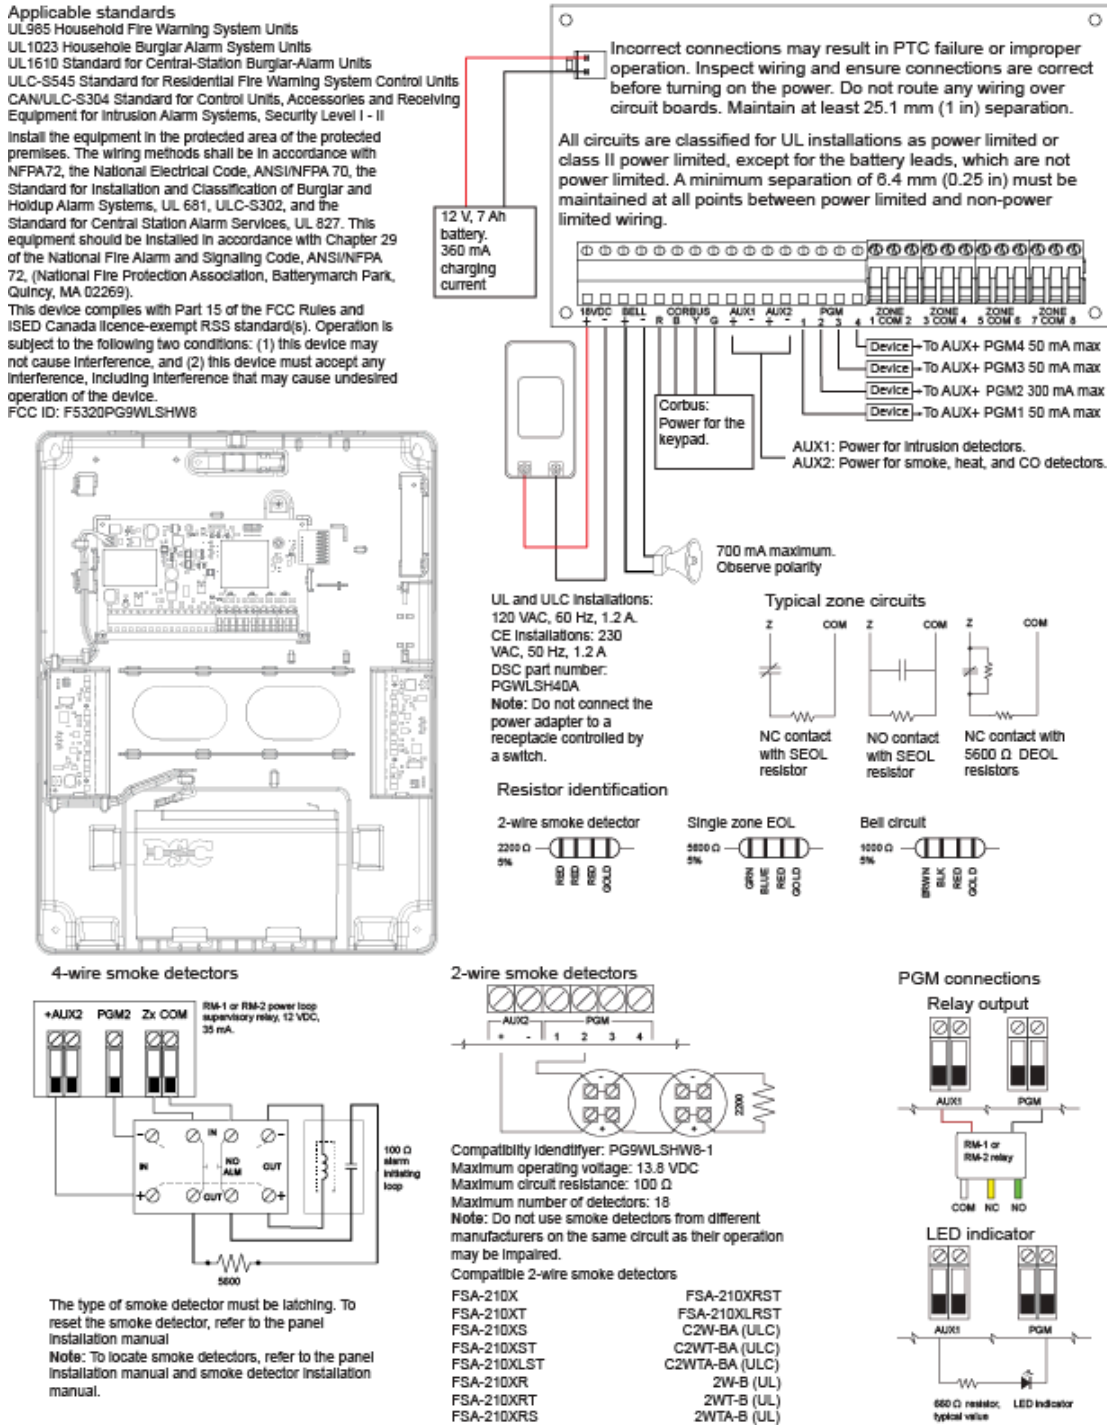 Applicable standards
UL985 Household Fire Warning System Units
UL1023 Househole Burglar Alarm System Units
UL1610 Standard for Central-Station Burglar-Alarm Units
ULC-S545 Standard for Residential Fire Warning System Control Units
CAN/ULC-S304 Standard for Control Units, Accessories and Receiving
Equipment for Intrusion Alarm Systems, Security Level I - II
Install the equipment in the protected area of the protected
premises. The wiring methods shall be in accordance with
NFPA72, the National Electrical Code, ANSI/NFPA 70, the
Standard for Installation and Classification of Burglar and
Holdup Alarm Systems, UL 681, ULC-S302, and the
Standard for Central Station Alarm Services, UL 827. This
equipment should be installed in accordance with Chapter 29
of the National Fire Alarm and Signaling Code, ANSI/NFPA
72, (National Fire Protection Association, Batterymarch Park,
Quincy, MA 02269).
This device complies with Part 15 of the FCC Rules and
ISED Canada licence-exempt RSS standard(s). Operation is
subject to the following two conditions: (1) this device may
not cause interference, and (2) this device must accept any
interference, including interference that may cause undesired
operation of the device.
FCC ID: F5320PG9WLSHW8
Incorrect connections may result in PTC failure or improper
operation. Inspect wiring and ensure connections are correct
before turning on the power. Do not route any wiring over
circuit boards. Maintain at least 25.1 mm (1 in) separation.
All circuits are classified for UL installations as power limited or
class II power limited, except for the battery leads, which are not
power limited. A minimum separation of 6.4 mm (0.25 in) must be
maintained at all points between power limited and non-power
limited wiring.
12 V, 7 Ah
battery.
360 mA
charging
current
18VDC BELL CORBUS AUX1 AUX2 PGM ZONE ZONE ZONE ZONE
+ - + - R B Y G + - + - 1 2 3 4 1 COM 2 3 COM 4 5 COM 6 7 COM 8
Device To AUX+ PGM4 50 mA max
Device To AUX+ PGM3 50 mA max
Device To AUX+ PGM2 300 mA max
Device To AUX+ PGM1 50 mA max
Corbus:
Power for the
keypad.
AUX1: Power for intrusion detectors.
AUX2: Power for smoke, heat, and CO detectors.
700 mA maximum.
Observe polarity
UL and ULC installations:
120 VAC, 60 Hz, 1.2 A.
CE installations: 230
VAC, 50 Hz, 1.2 A
DSC part number:
PGWLSH40A
Note: Do not connect the
power adapter to a
receptacle controlled by
a switch.
Typical zone circuits
Z COM Z COM Z COM
NC contact
with SEOL
resistor
NO contact
with SEOL
resistor
NC contact with
5600 Ω DEOL
resistors
Resistor identification
2-wire smoke detector
2200 Ω
5%
RED
RED
RED
GOLD
Single zone EOL
5600 Ω
5%
GRN
BLUE
RED
GOLD
Bell circuit
1000 Ω
5%
BRWN
BLK
RED
GOLD
DSC
4-wire smoke detectors
+AUX2 PGM2 Zx COM
RM-1 or RM-2 power loop
supervisory relay, 12 VDC,
35 mA.
- IN -
IN NO ALM OUT
+ OUT +
100 Ω
alarm
initiating
loop
5600
The type of smoke detector must be latching. To
reset the smoke detector, refer to the panel
installation manual
Note: To locate smoke detectors, refer to the panel
installation manual and smoke detector installation
manual.
2-wire smoke detectors
AUX2 PGM
+ - 1 2 3 4
- -
+ +
2200
Compatibility identifyer: PG9WLSHW8-1
Maximum operating voltage: 13.8 VDC
Maximum circuit resistance: 100 Ω
Maximum number of detectors: 18
Note: Do not use smoke detectors from different
manufacturers on the same circuit as their operation
may be impaired.
Compatible 2-wire smoke detectors
FSA-210X FSA-210XRST
FSA-210XT FSA-210XLRST
FSA-210XS C2W-BA (ULC)
FSA-210XST C2WT-BA (ULC)
FSA-210XLST C2WTA-BA (ULC)
FSA-210XR 2W-B (UL)
FSA-210XRT 2WT-B (UL)
FSA-210XRS 2WTA-B (UL)
PGM connections
Relay output
AUX1 PGM
RM-1 or
RM-2 relay
COM NC NO
LED indicator
AUX1 PGM
680 Ω resistor,
typical value
LED indicator